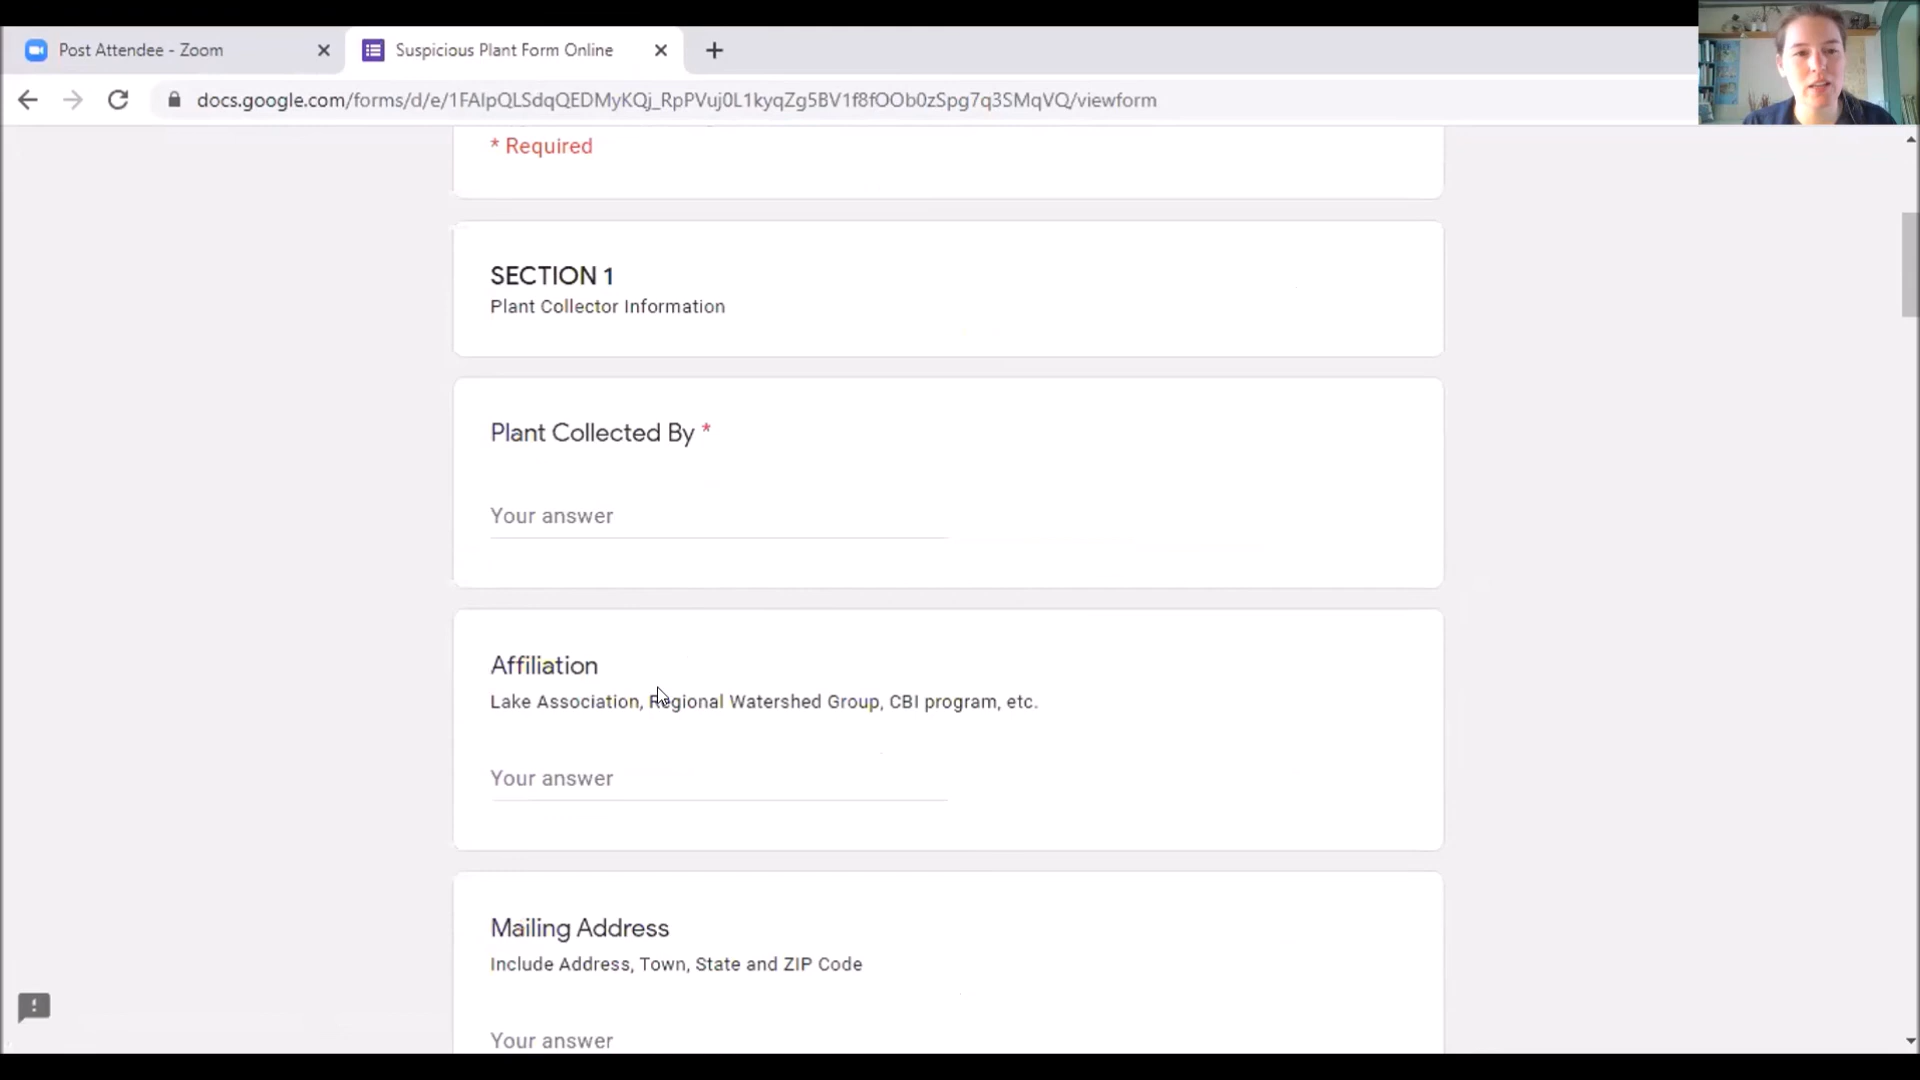 Post Attendee - Zoom
Suspicious Plant Form Online
docs.google.com/forms/d/e/1FAIpQLSdqQEDMyKQj_RpPVuj0L1kyqZg5BV1f8fOOb0zSpg7q3SMqVQ/viewform
* Required
SECTION 1
Plant Collector Information
Plant Collected By *
Your answer
Affiliation
Lake Association, Regional Watershed Group, CBI program, etc.
Your answer
Mailing Address
Include Address, Town, State and ZIP Code
Your answer